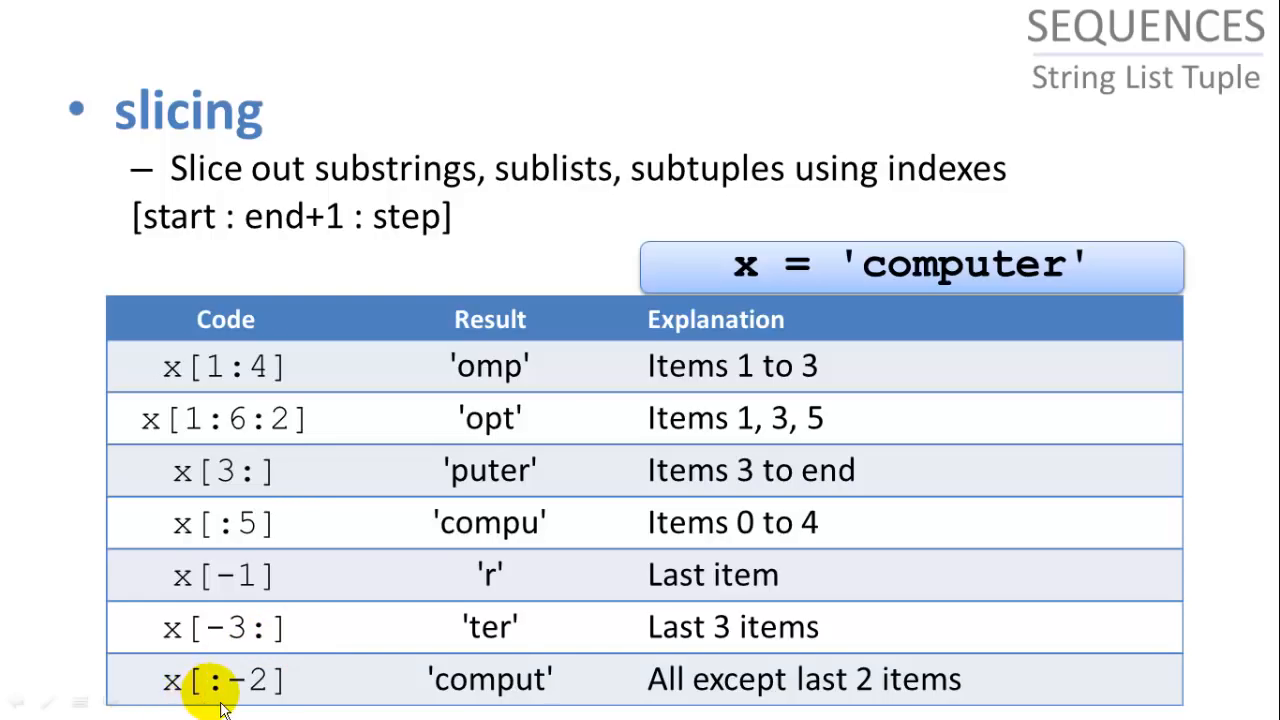 SEQUENCES
String List Tuple
• slicing
– Slice out substrings, sublists, subtuples using indexes
[start : end+1 : step]
x = 'computer'
Code Result Explanation
x[1:4] 'omp' Items 1 to 3
x[1:6:2] 'opt' Items 1, 3, 5
x[3:] 'puter' Items 3 to end
x[:5] 'compu' Items 0 to 4
x[-1] 'r' Last item
x[-3:] 'ter' Last 3 items
x[:-2] 'comput' All except last 2 items